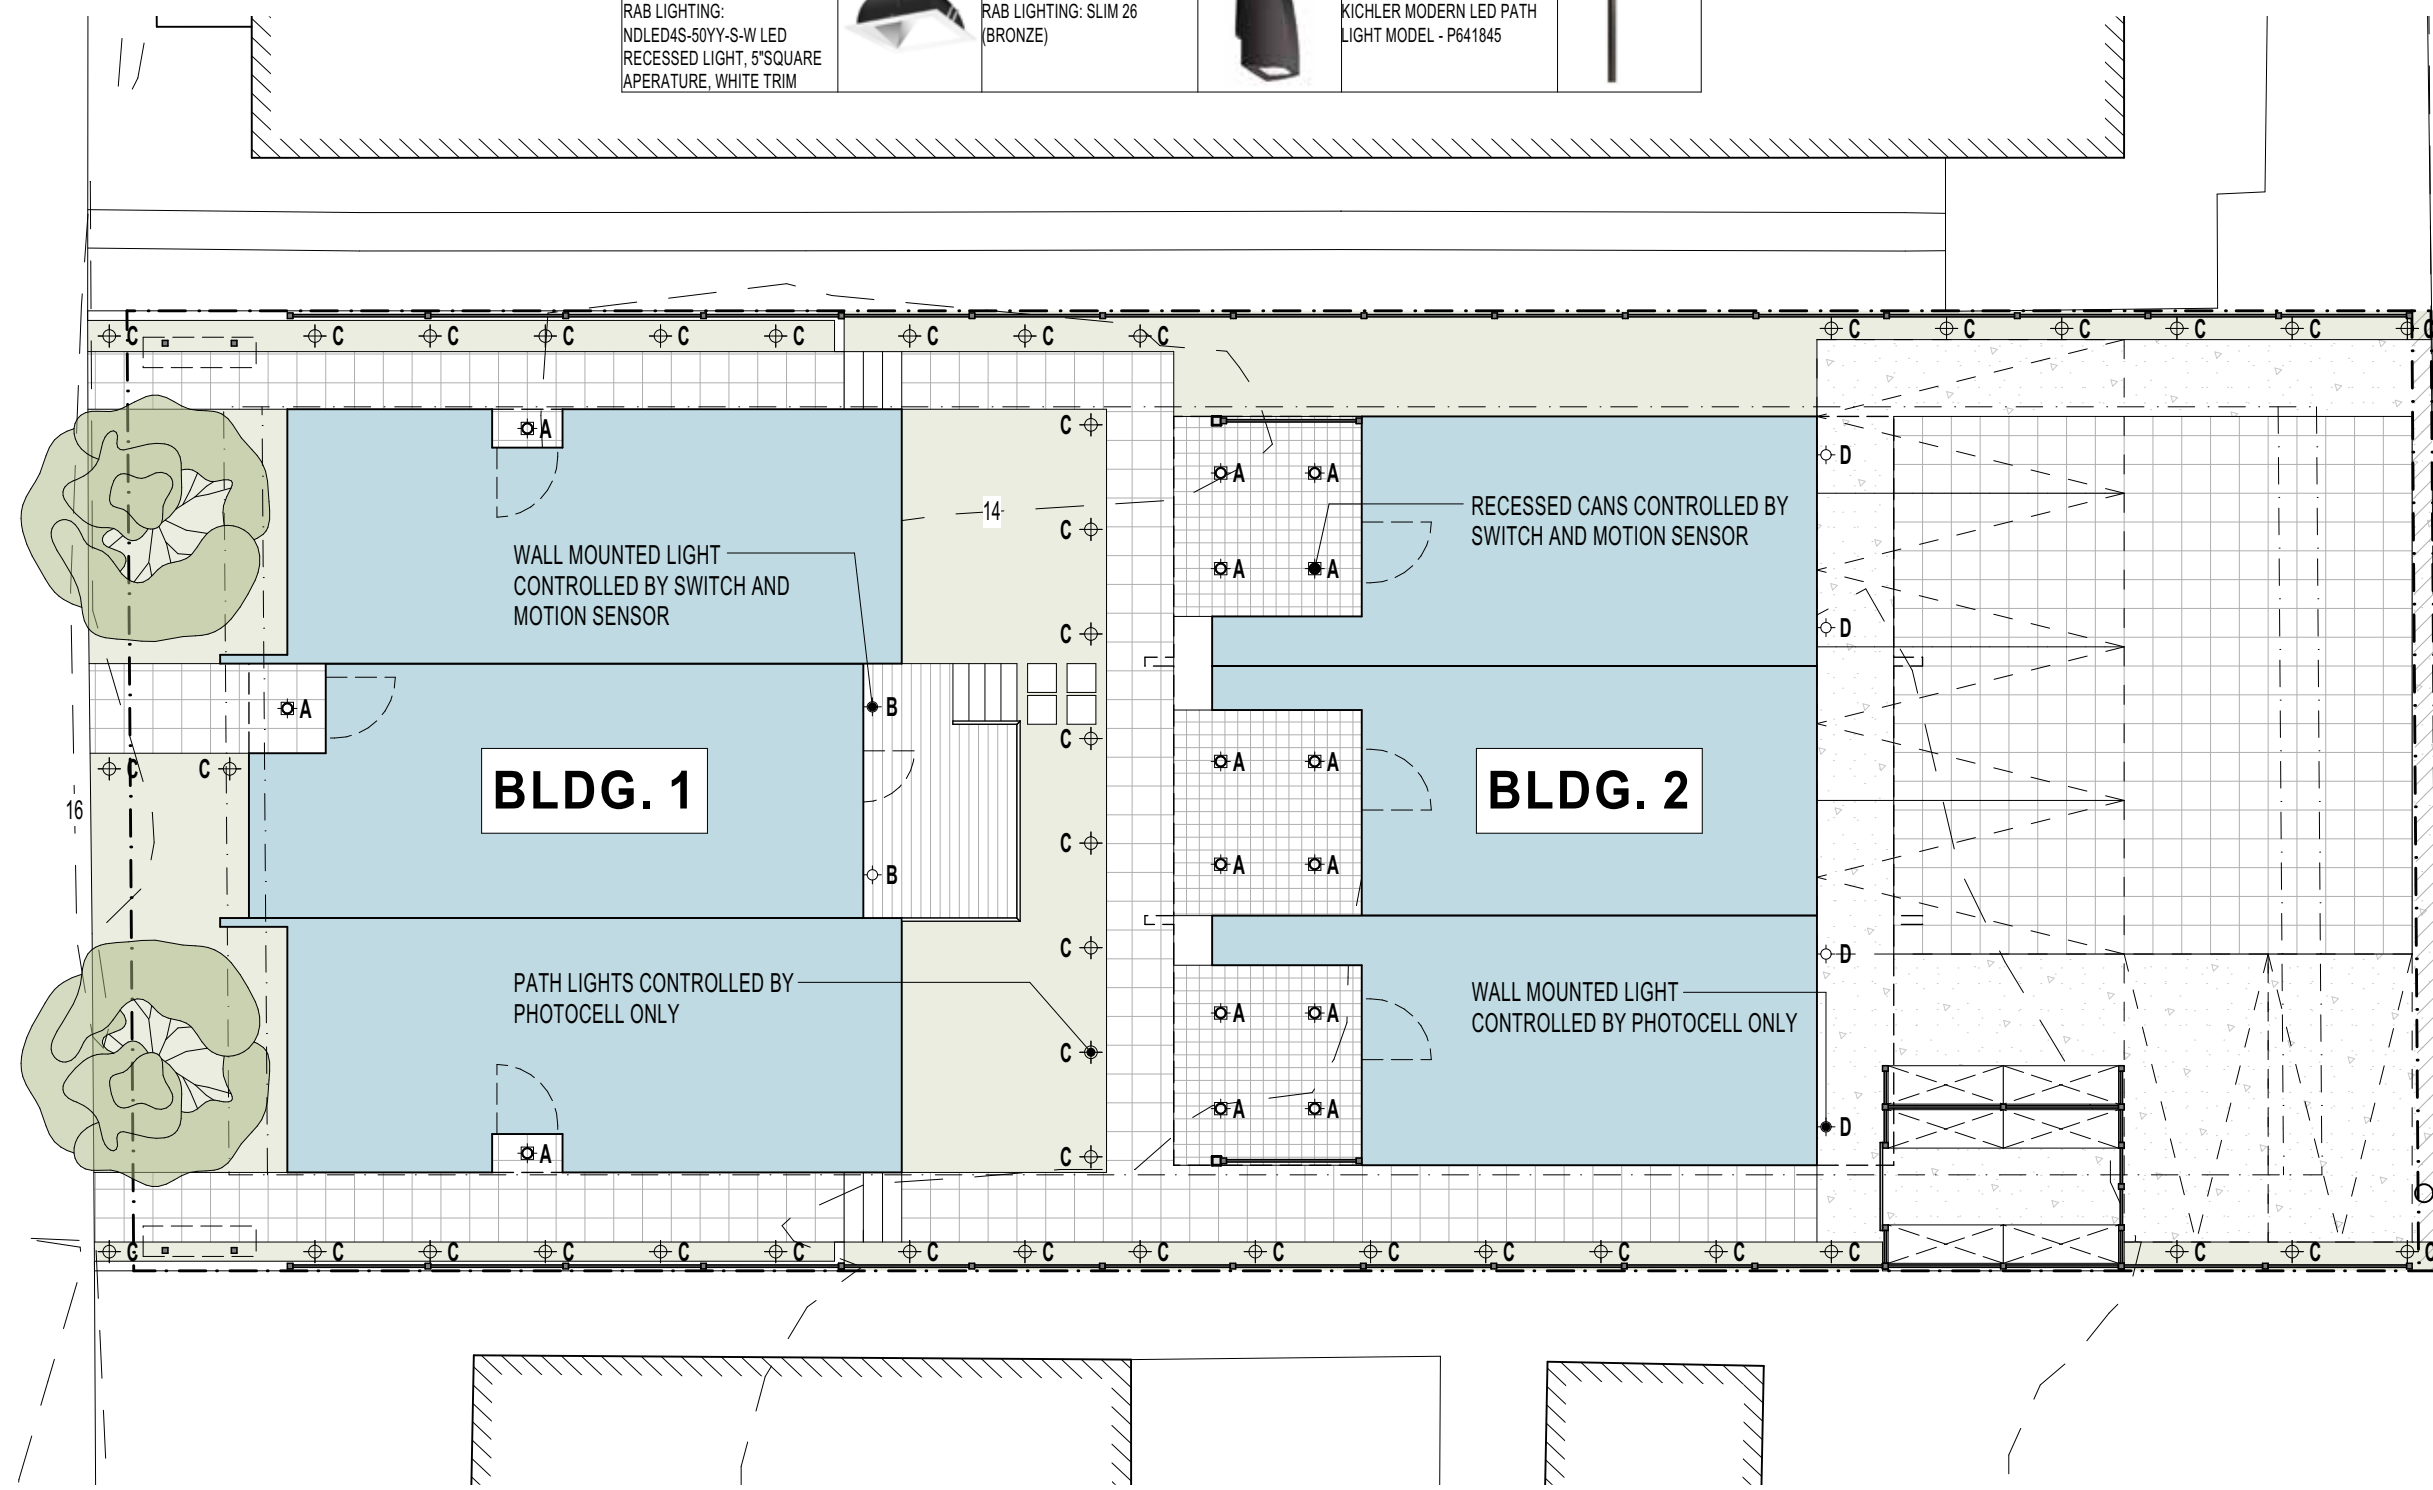 RAB LIGHTING:
NDLED4S-50YY-S-W LED
RECESSED LIGHT, 5"SQUARE
APERATURE, WHITE TRIM
RAB LIGHTING: SLIM 26
(BRONZE)
KICHLER MODERN LED PATH
LIGHT MODEL - P641845
C C C C C C C C C C C C C C C
A
C
D
A A
14
C
RECESSED CANS CONTROLLED BY
SWITCH AND MOTION SENSOR
WALL MOUNTED LIGHT
CONTROLLED BY SWITCH AND
MOTION SENSOR
A A
C
D
A
B
C
C C
A A
BLDG. 1
BLDG. 2
16
C
A A
B
C
D
PATH LIGHTS CONTROLLED BY
PHOTOCELL ONLY
WALL MOUNTED LIGHT
CONTROLLED BY PHOTOCELL ONLY
A A
C
A A
D
A
C
C C C C C C C C C C C C C C C C C C